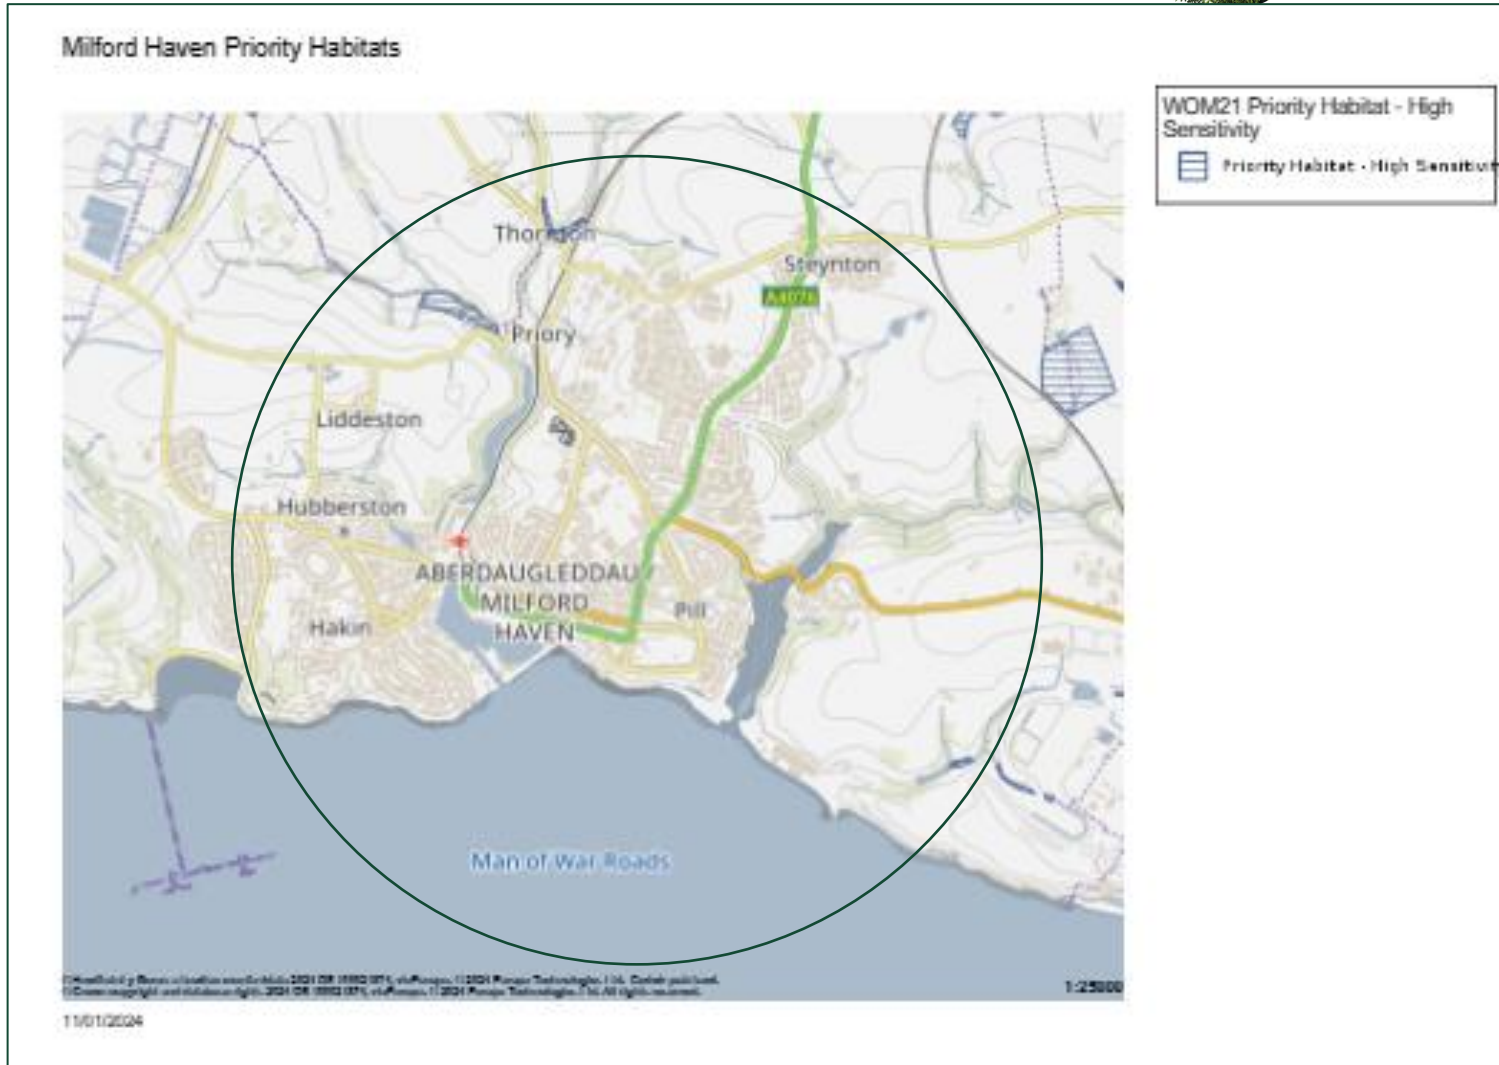 Milford Haven Priority Habitats
WOM21 Priority Habitat - High
Sensitivity
Priority Habitat - High Sensitivit
Thornton
Steynton
A4076
Priory
Liddeston
Hubberston
ABERDAUGLEDDAU /
MILFORD
HAVEN
Pill
Hakin
Man of War Roads
1:25000
11/01/2024